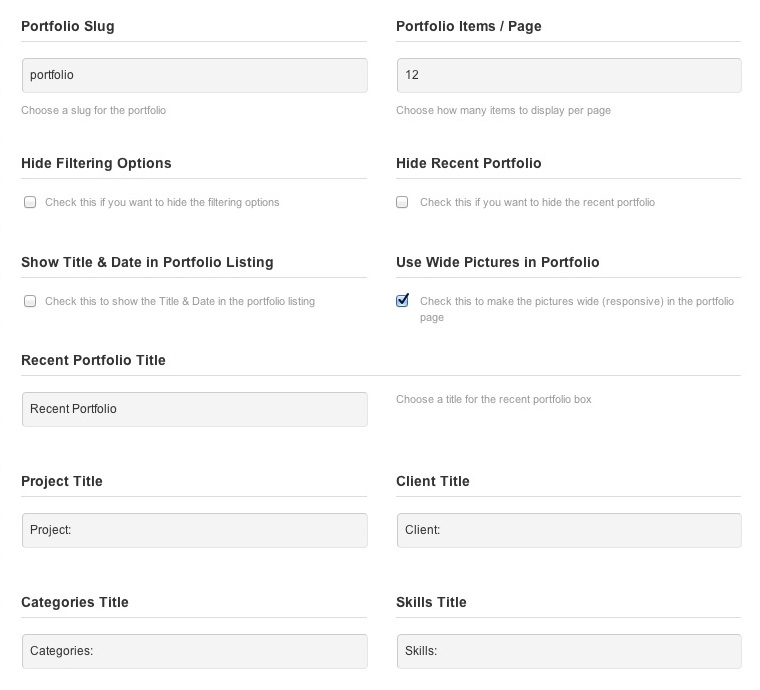 Portfolio Slug
Portfolio Items / Page
portfolio
12
Choose a slug for the portfolio
Choose how many items to display per page
Hide Filtering Options
Hide Recent Portfolio
Check this if you want to hide the filtering options
Check this if you want to hide the recent portfolio
Show Title & Date in Portfolio Listing
Use Wide Pictures in Portfolio
Check this to show the Title & Date in the portfolio listing
Check this to make the pictures wide (responsive) in the portfolio
page
Recent Portfolio Title
Recent Portfolio
Choose a title for the recent portfolio box
Project Title
Client Title
Project:
Client:
Categories Title
Skills Title
Categories:
Skills: